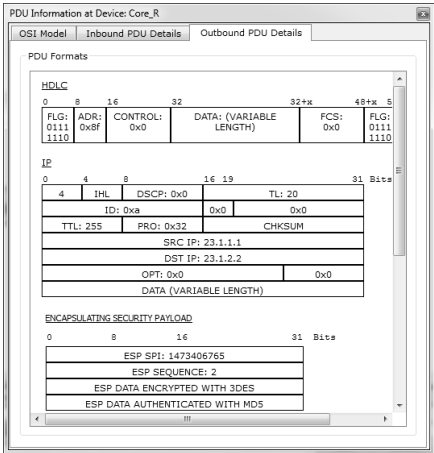 PDU Information at Device: Core_R
OSI Model Inbound PDU Details Outbound PDU Details
PDU Formats
HDLC
0 8 16 32 32+x 48+x 5
FLG: 0111 1110 ADR: 0x8f CONTROL: 0x0 DATA: (VARIABLE LENGTH) FCS: 0x0 FLG: 0111 1110
IP
0 4 8 16 19 31 Bits
4 IHL DSCP: 0x0 TL: 20
ID: 0xa 0x0 0x0
TTL: 255 PRO: 0x32 CHKSUM
SRC IP: 23.1.1.1
DST IP: 23.1.2.2
OPT: 0x0 0x0
DATA (VARIABLE LENGTH)
ENCAPSULATING SECURITY PAYLOAD
0 8 16 31 Bits
ESP SPI: 1473406765
ESP SEQUENCE: 2
ESP DATA ENCRYPTED WITH 3DES
ESP DATA AUTHENTICATED WITH MD5